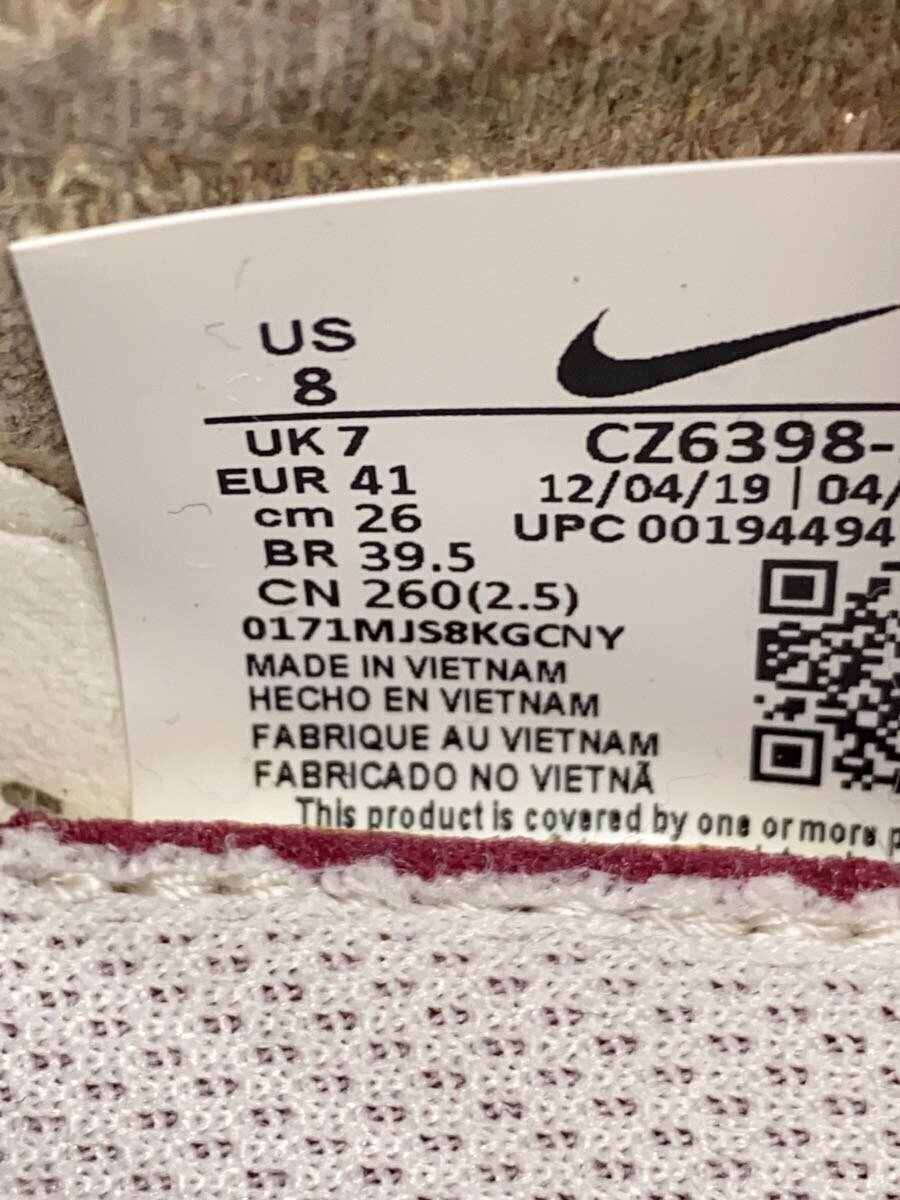 US
8
UK 7
EUR 41
cm 26
BR 39.5
CN 260(2.5)
0171MJS8KGCNY
MADE IN VIETNAM
HECHO EN VIETNAM
FABRIQUE AU VIETNAM
FABRICADO NO VIETNÃ
CZ6398-
12/04/19 | 04/
UPC 00194494
This product is covered by one or more